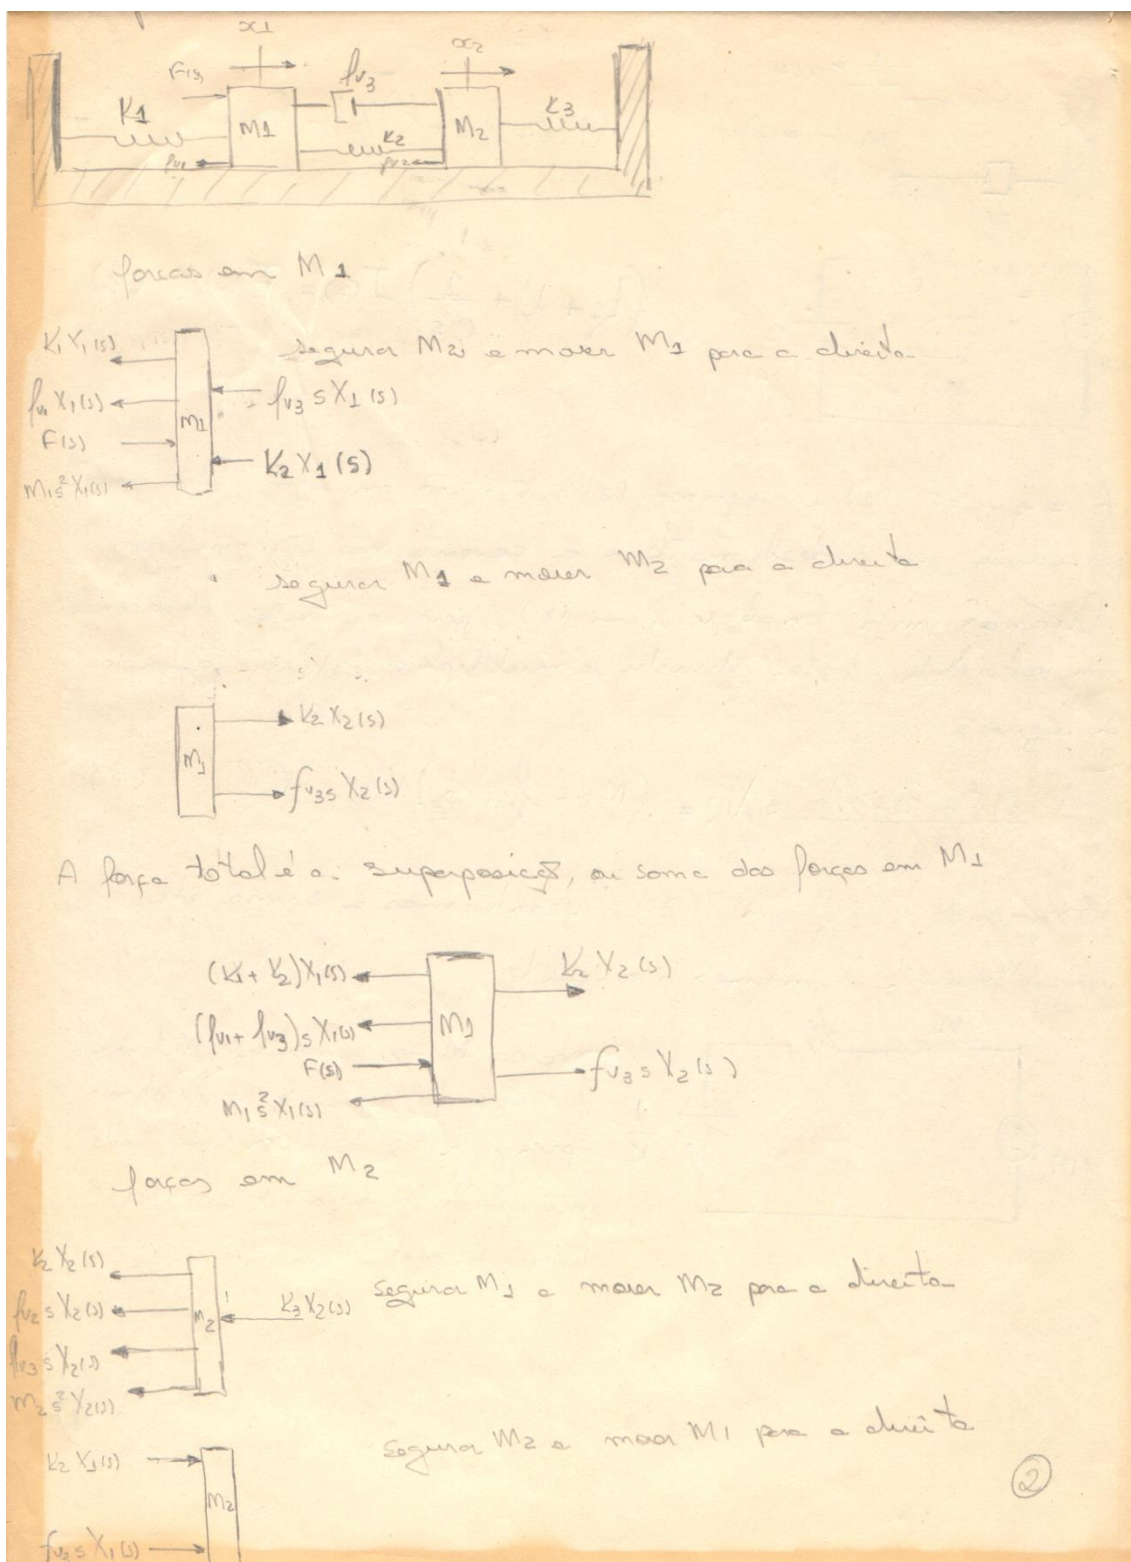 x1
x2
F(s)
fv3
K1
M1
K2
M2
K3
fv1
fv2
forças em M1
K1 X1(s)
segurar M2 e mover M1 para a direita
fv1 X1(s)
fv3 s X1(s)
M1
F(s)
K2 X1(s)
M1 s² X1(s)
segurar M1 e mover M2 para a direita
K2 X2(s)
M1
fv3s X2(s)
A força total é a superposição, ou soma das forças em M1
(K1 + K2)X1(s)
K2 X2(s)
(fv1 + fv3)s X1(s)
M1
F(s)
fv3 s X2(s)
M1 s² X1(s)
forças em M2
K2 X2(s)
segurar M1 e mover M2 para a direita
fv2 s X2(s)
M2
K3 X2(s)
fv3 s X2(s)
M2 s² X2(s)
segurar M2 e mover M1 para a direita
K2 X1(s)
M2
2
fv3 s X1(s)